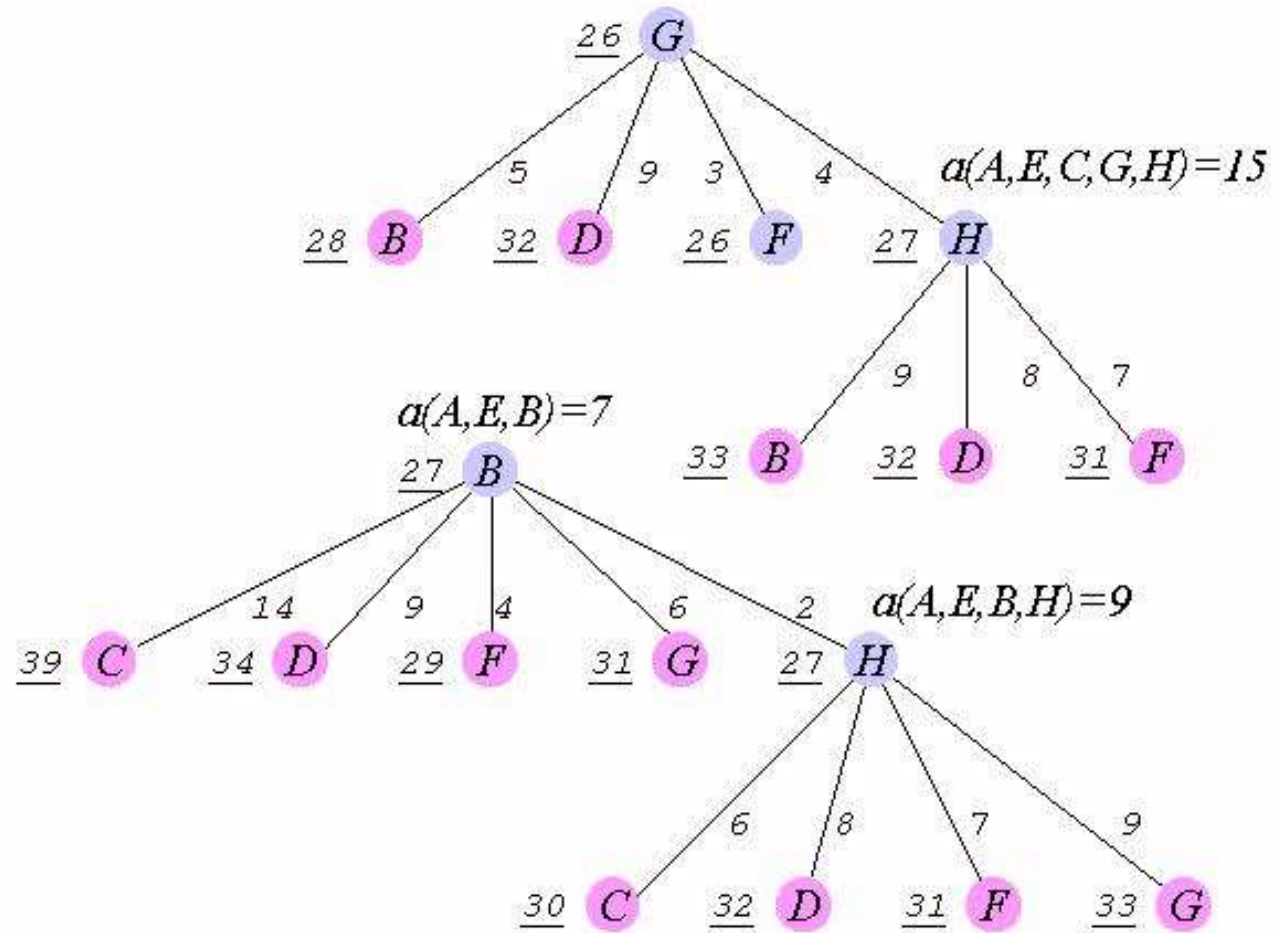 26 G
5 9 3 4 a(A,E,C,G,H)=15
28 B 32 D 26 F 27 H
9 8 7
a(A,E,B)=7
33 B 32 D 31 F
27 B
14 9 4 6 2 a(A,E,B,H)=9
39 C 34 D 29 F 31 G 27 H
6 8 7 9
30 C 32 D 31 F 33 G